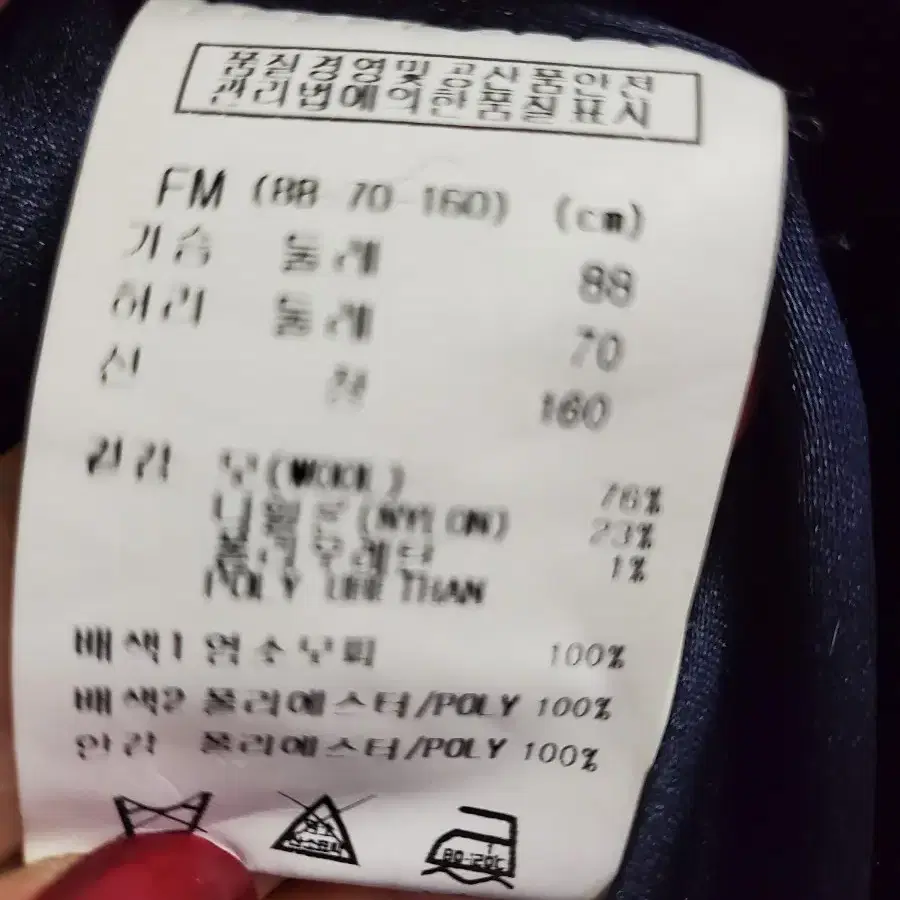 품질경영및공산품안전
관리법에의한품질표시
FM (88-70-160) (cm)
가슴 둘레 88
허리 둘레 70
신 장 160
겉감 모(WOOL) 76%
나일론(NYLON) 23%
폴리우레탄 1%
POLY URETHAN
배색1 염소모피 100%
배색2 폴리에스터/POLY 100%
안감 폴리에스터/POLY 100%
80-120℃